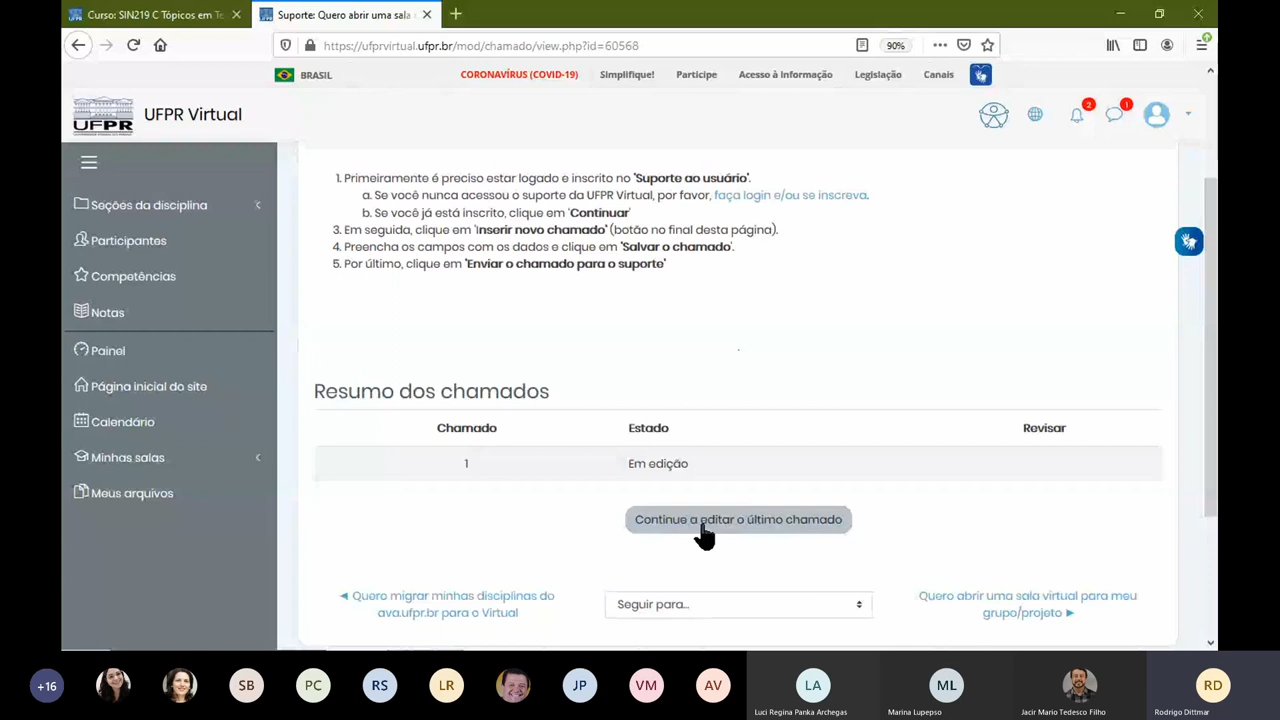 Curso: SIN219 C Tópicos em Te
Suporte: Quero abrir uma sala
https://ufprvirtual.ufpr.br/mod/chamado/view.php?id=60568
90%
BRASIL
CORONAVÍRUS (COVID-19)
Simplifique!
Participe
Acesso à Informação
Legislação
Canais
UFPR
UFPR Virtual
2
1
Seções da disciplina
Participantes
Competências
Notas
Painel
Página inicial do site
Calendário
Minhas salas
Meus arquivos
1. Primeiramente é preciso estar logado e inscrito no 'Suporte ao usuário'.
a. Se você nunca acessou o suporte da UFPR Virtual, por favor, faça login e/ou se inscreva.
b. Se você já está inscrito, clique em 'Continuar'
3. Em seguida, clique em 'Inserir novo chamado' (botão no final desta página).
4. Preencha os campos com os dados e clique em 'Salvar o chamado'.
5. Por último, clique em 'Enviar o chamado para o suporte'
Resumo dos chamados
Chamado Estado Revisar
1 Em edição
Continue a editar o último chamado
◄ Quero migrar minhas disciplinas do
ava.ufpr.br para o Virtual
Seguir para...
Quero abrir uma sala virtual para meu
grupo/projeto ►
+16
SB
PC
RS
LR
JP
VM
AV
LA
ML
RD
Luci Regina Panka Archegas
Marina Lupepso
Jacir Mario Tedesco Filho
Rodrigo Dittmar